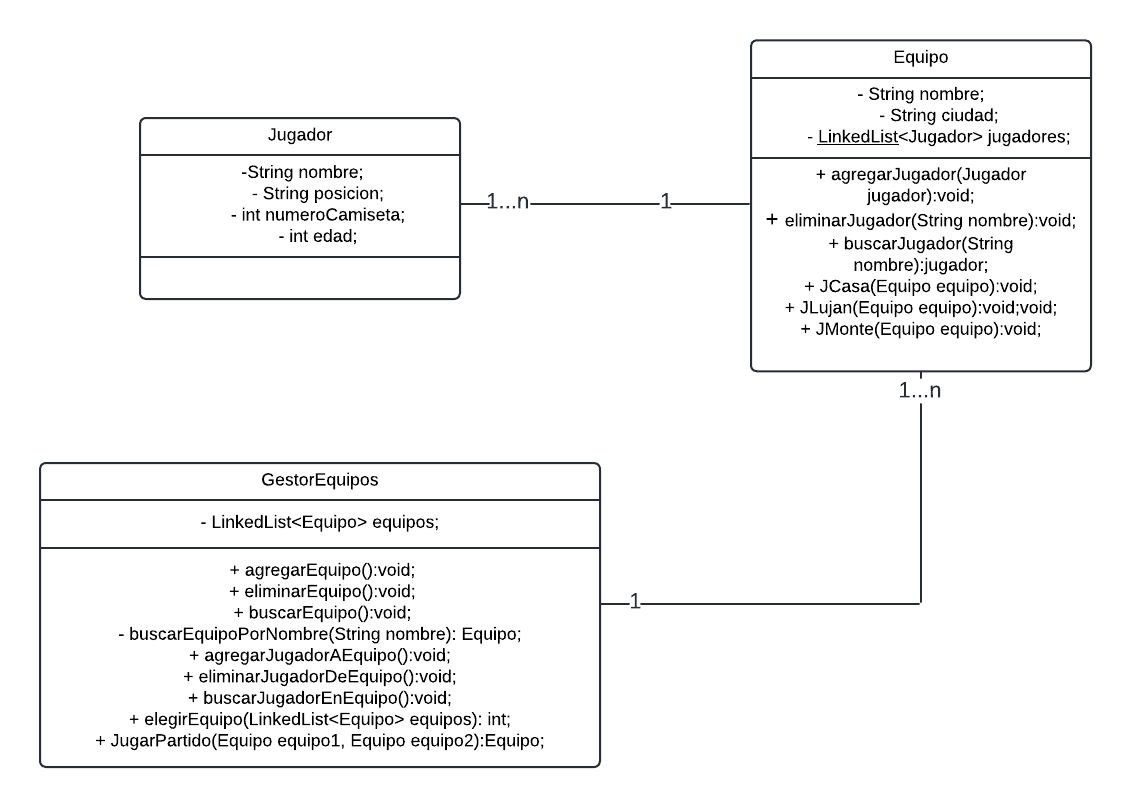 Jugador
-String nombre;
- String posicion;
- int numeroCamiseta;
- int edad;
1...n
1
Equipo
- String nombre;
- String ciudad;
- LinkedList<Jugador> jugadores;
+ agregarJugador(Jugador
jugador):void;
+ eliminarJugador(String nombre):void;
+ buscarJugador(String
nombre):jugador;
+ JCasa(Equipo equipo):void;
+ JLujan(Equipo equipo):void;void;
+ JMonte(Equipo equipo):void;
1...n
GestorEquipos
- LinkedList<Equipo> equipos;
+ agregarEquipo():void;
+ eliminarEquipo():void;
+ buscarEquipo():void;
- buscarEquipoPorNombre(String nombre): Equipo;
+ agregarJugadorAEquipo():void;
+ eliminarJugadorDeEquipo():void;
+ buscarJugadorEnEquipo():void;
+ elegirEquipo(LinkedList<Equipo> equipos): int;
+ JugarPartido(Equipo equipo1, Equipo equipo2):Equipo;
1